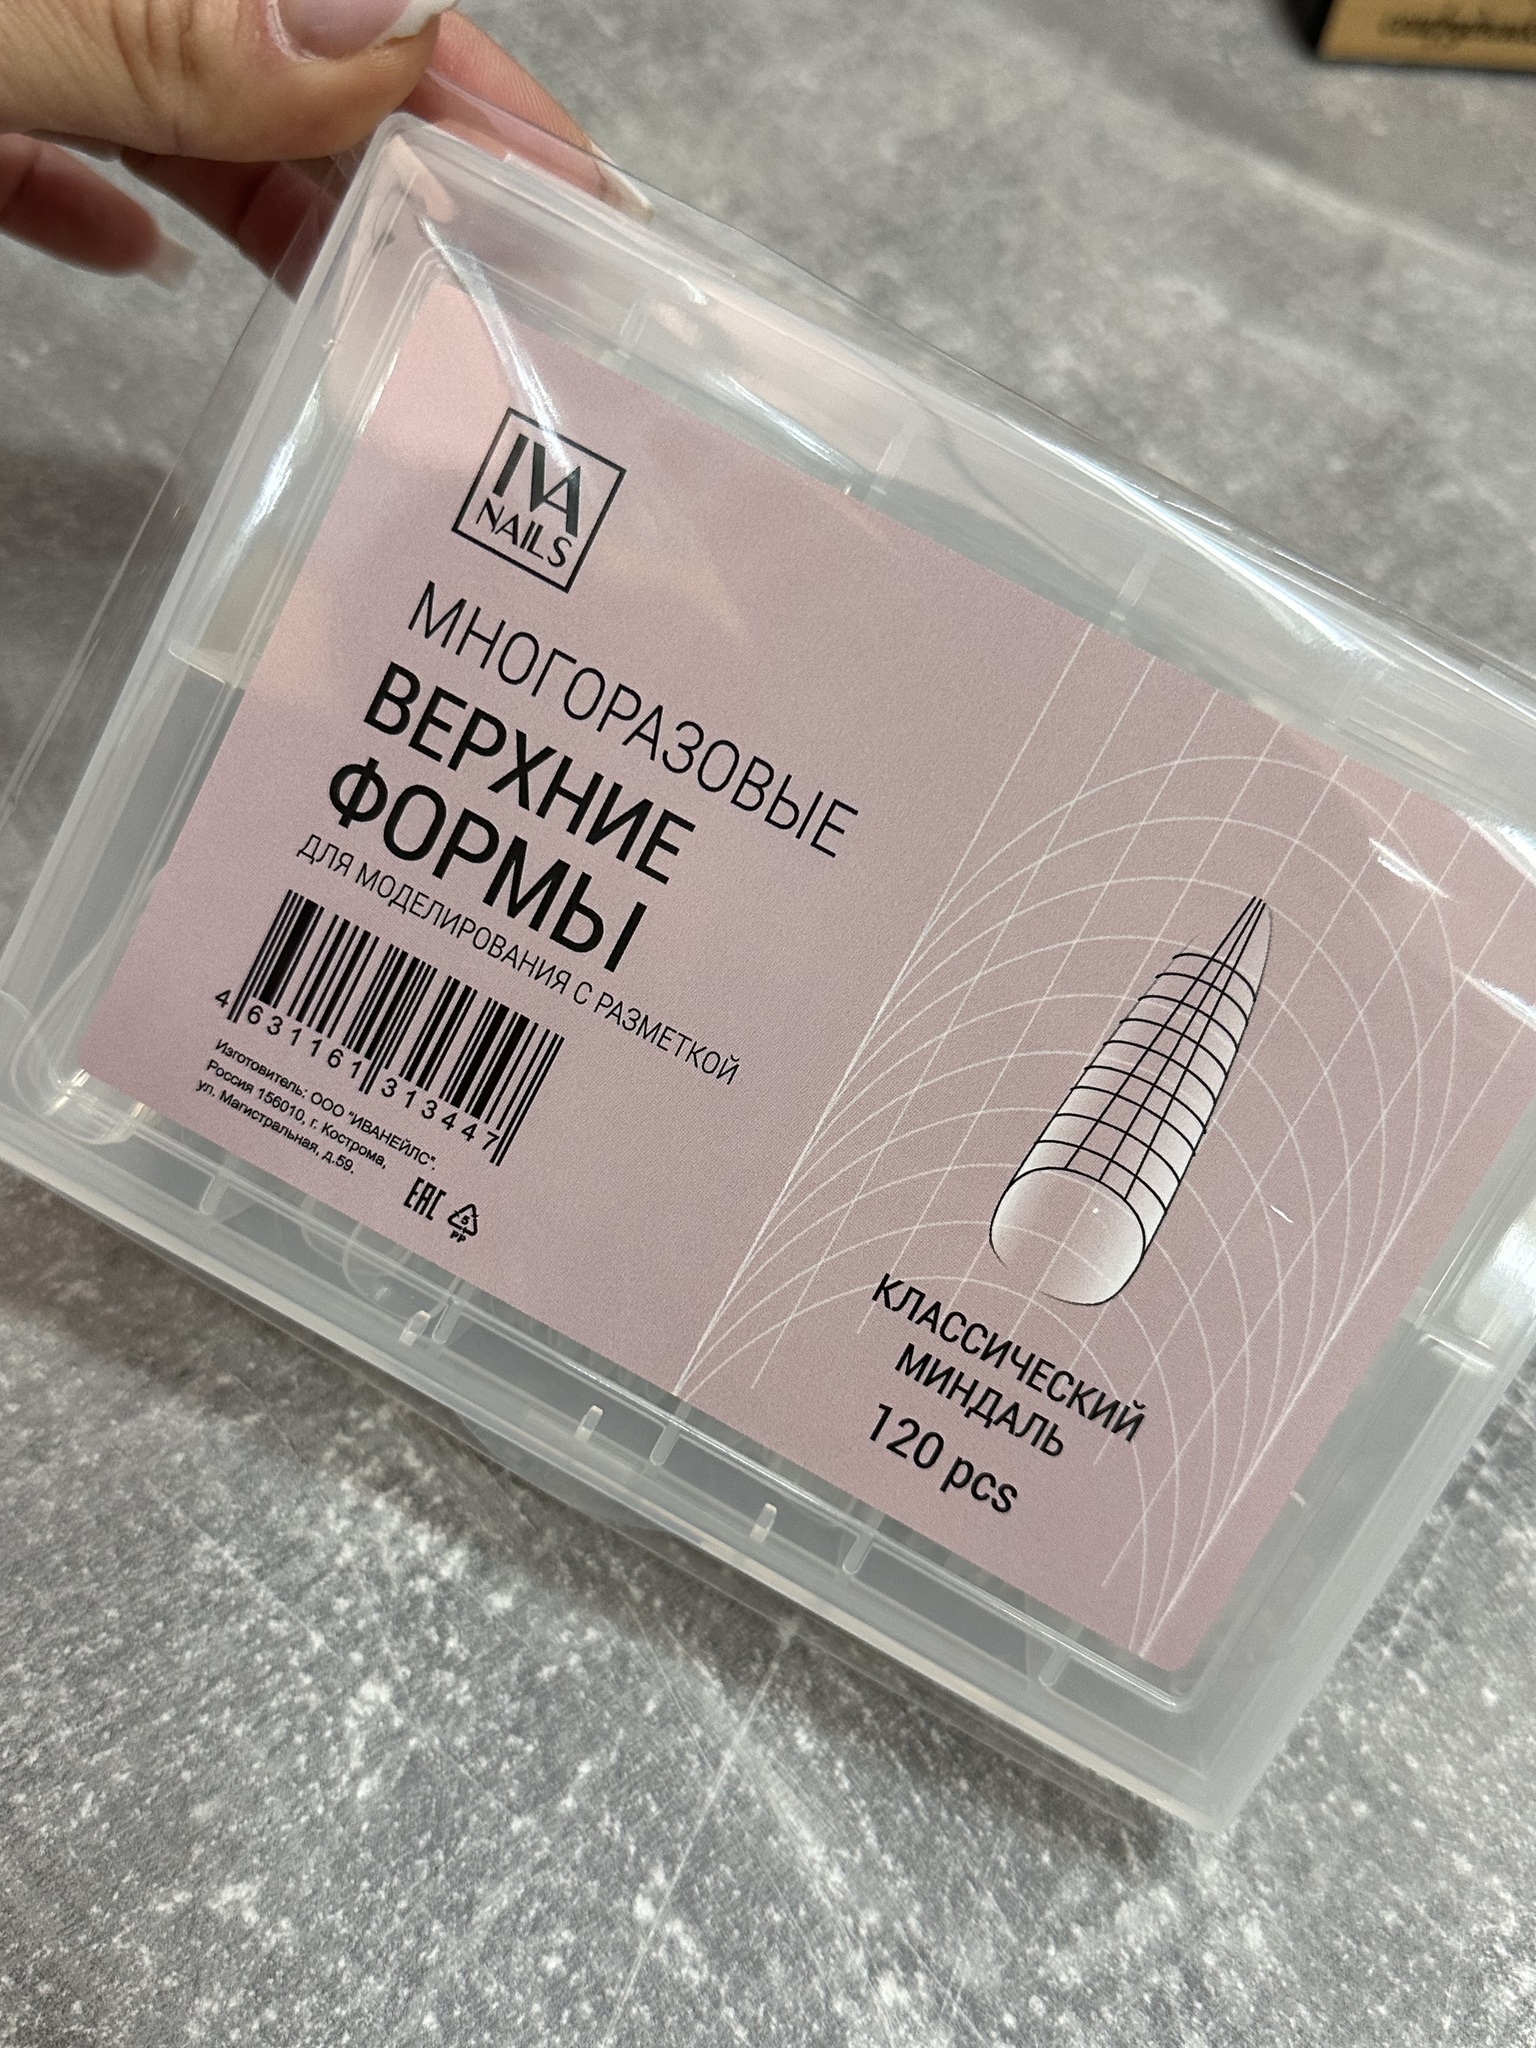 IVA
NAILS
МНОГОРАЗОВЫЕ
ВЕРХНИЕ
ФОРМЫ
ДЛЯ МОДЕЛИРОВАНИЯ С РАЗМЕТКОЙ
4 631161 313447
Изготовитель: ООО "ИВАНЕЙЛС".
Россия 156010, г. Кострома,
ул. Магистральная, д.59.
EAC
5
PP
КЛАССИЧЕСКИЙ
МИНДАЛЬ
120 pcs